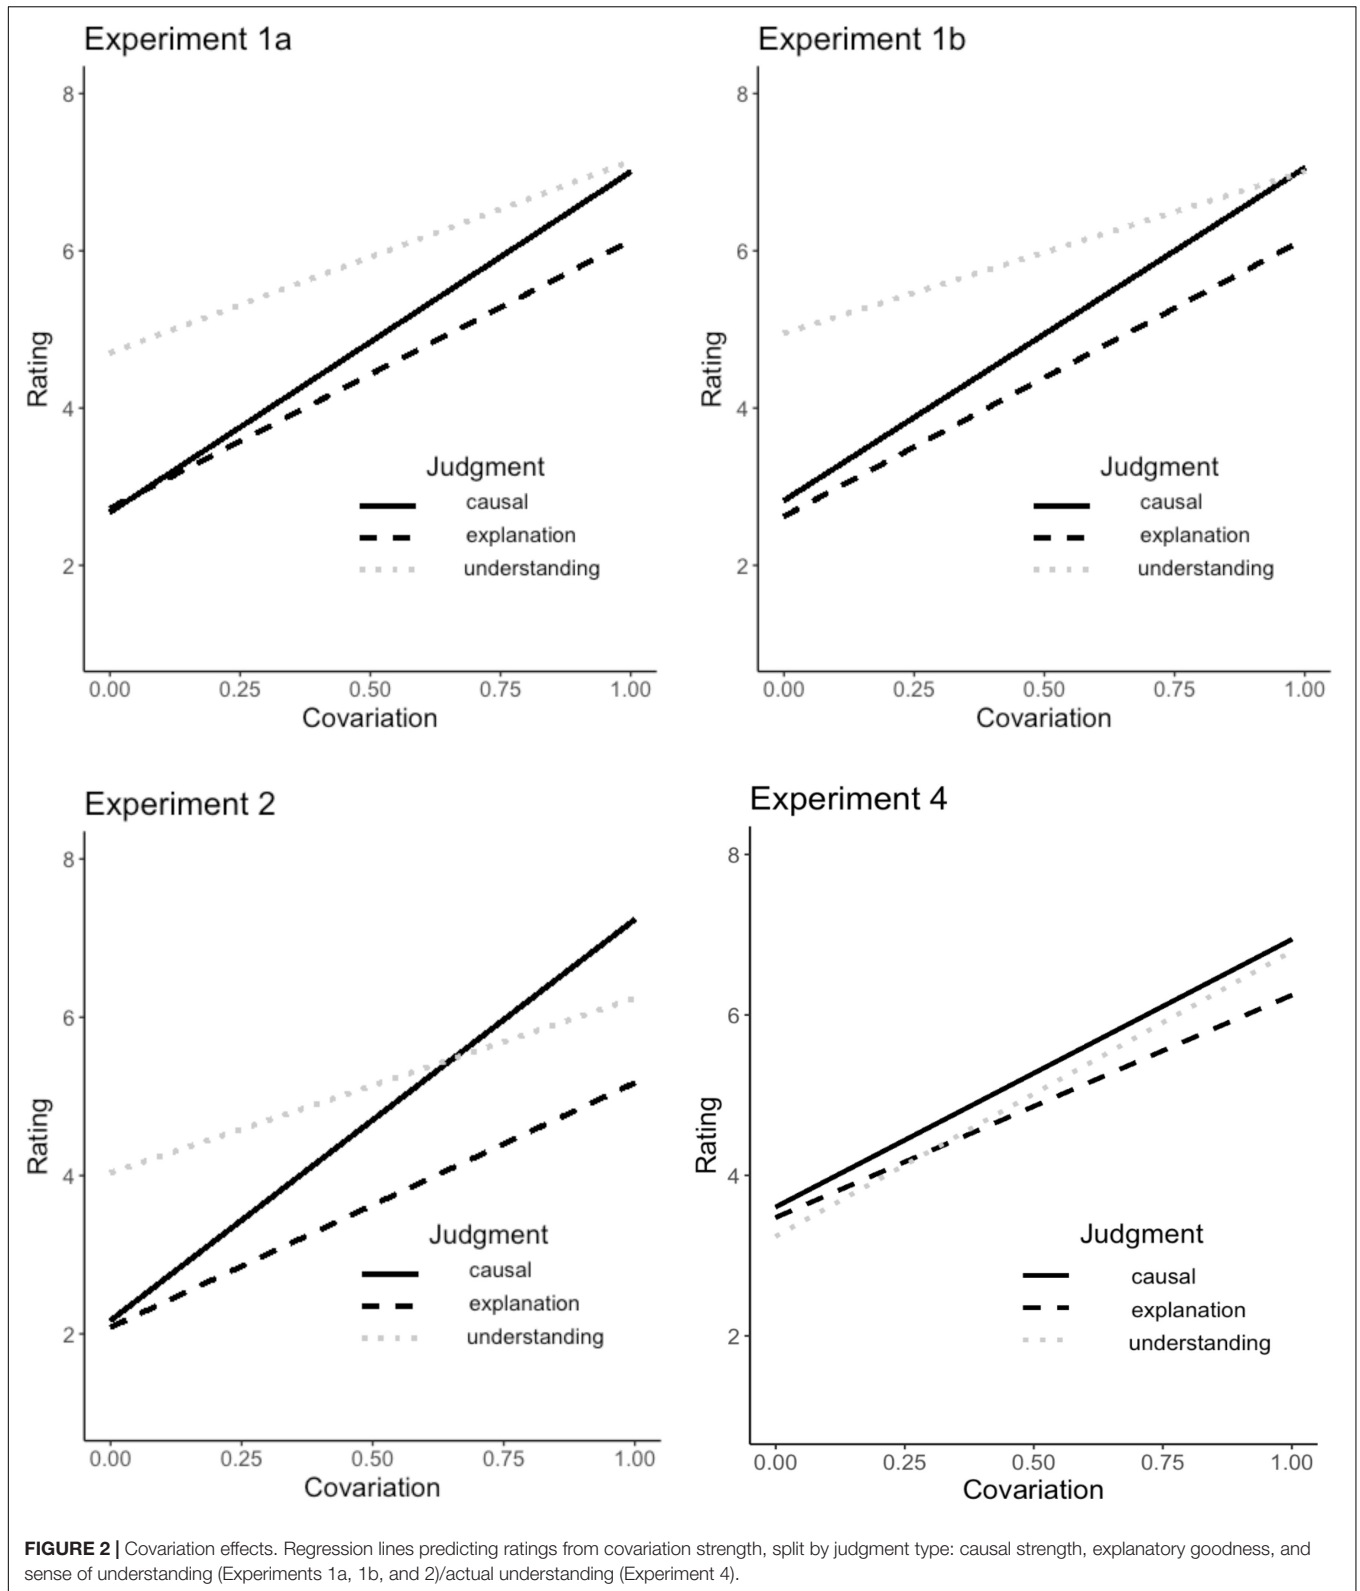 Experiment 1a
8
6
4
2
Rating
Judgment
causal
explanation
understanding
0.00 0.25 0.50 0.75 1.00
Covariation
Experiment 1b
8
6
4
2
Rating
Judgment
causal
explanation
understanding
0.00 0.25 0.50 0.75 1.00
Covariation
Experiment 2
8
6
4
2
Rating
Judgment
causal
explanation
understanding
0.00 0.25 0.50 0.75 1.00
Covariation
Experiment 4
8
6
4
2
Rating
Judgment
causal
explanation
understanding
0.00 0.25 0.50 0.75 1.00
Covariation
FIGURE 2 | Covariation effects. Regression lines predicting ratings from covariation strength, split by judgment type: causal strength, explanatory goodness, and
sense of understanding (Experiments 1a, 1b, and 2)/actual understanding (Experiment 4).